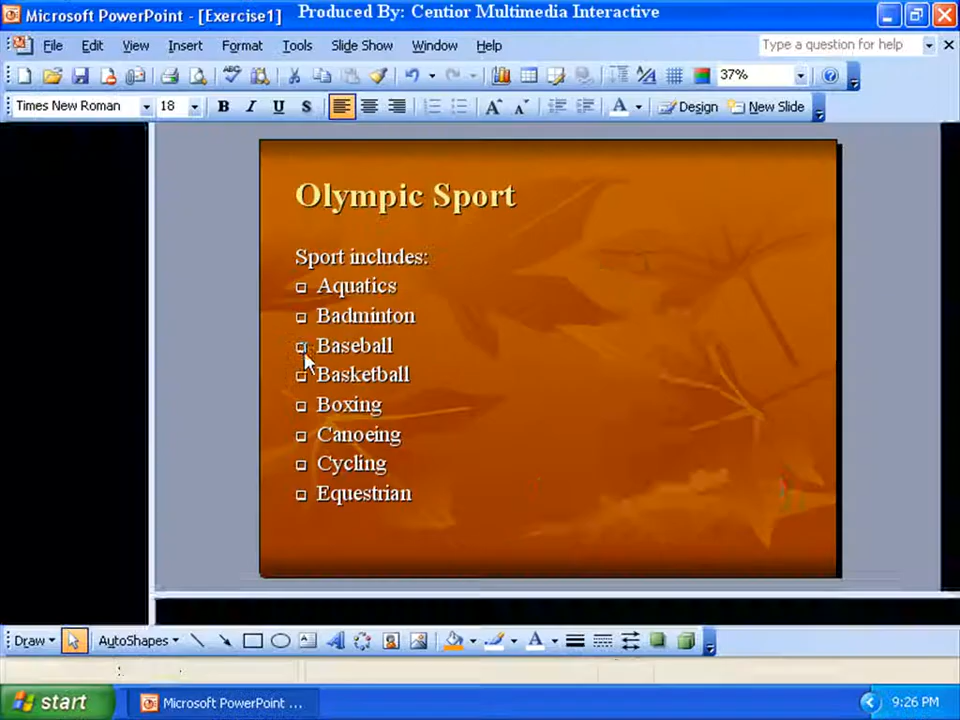 Microsoft PowerPoint - [Exercise1] Produced By: Centior Multimedia Interactive
File Edit View Insert Format Tools Slide Show Window Help Type a question for help
37%
Times New Roman 18 B I U S A A A Design New Slide
Olympic Sport
Sport includes:
Aquatics
Badminton
Baseball
Basketball
Boxing
Canoeing
Cycling
Equestrian
Draw AutoShapes A A
start Microsoft PowerPoint ... 9:26 PM